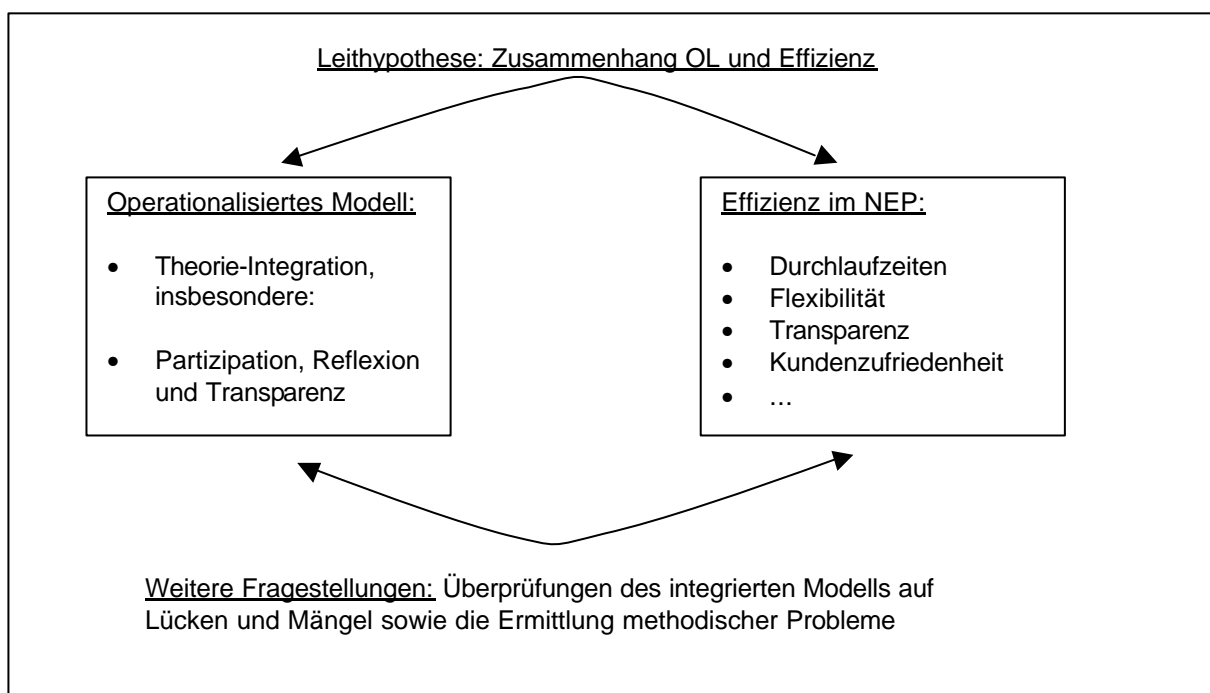 Leithypothese: Zusammenhang OL und Effizienz
Operationalisiertes Modell:
• Theorie-Integration,
insbesondere:
• Partizipation, Reflexion
und Transparenz
Effizienz im NEP:
• Durchlaufzeiten
• Flexibilität
• Transparenz
• Kundenzufriedenheit
• ...
Weitere Fragestellungen: Überprüfungen des integrierten Modells auf
Lücken und Mängel sowie die Ermittlung methodischer Probleme